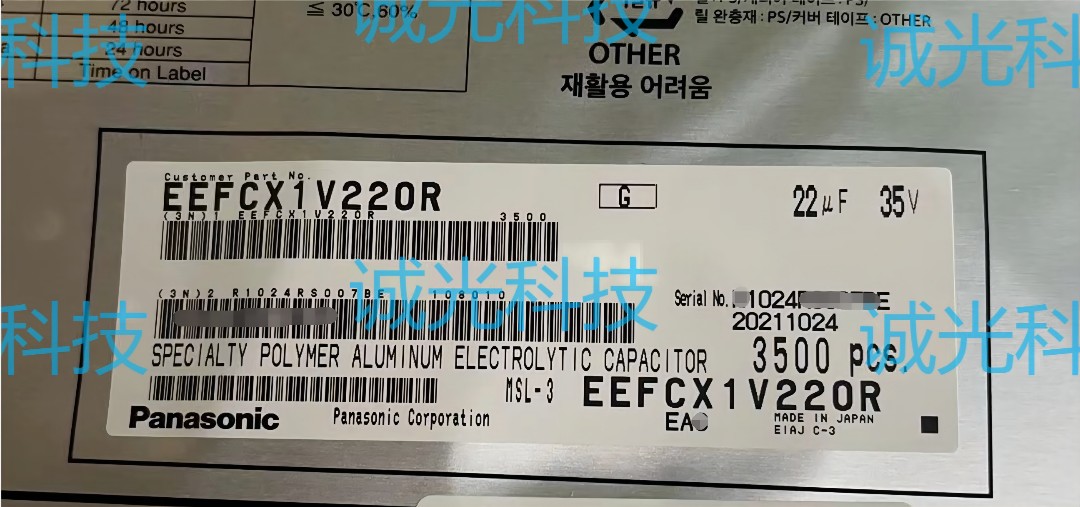 72 hours
48 hours
24 hours
Time on Label
≦ 30℃,60%
릴 완충재 : PS/커버 테이프 : OTHER
OTHER
재활용 어려움
诚光科技
诚光科
科技
Customer Part No.
EEFCX1V220R
G
22μF 35V
(3N)1 EEFCX1V220R 3500
诚光科技
(3N)2 R1024RS007BE 108010
Serial No. 1024
20211024
科技
诚光科
SPECIALTY POLYMER ALUMINUM ELECTROLYTIC CAPACITOR
3500 pcs.
MSL-3
EEFCX1V220R
Panasonic
Panasonic Corporation
EA
MADE IN JAPAN
EIAJ C-3